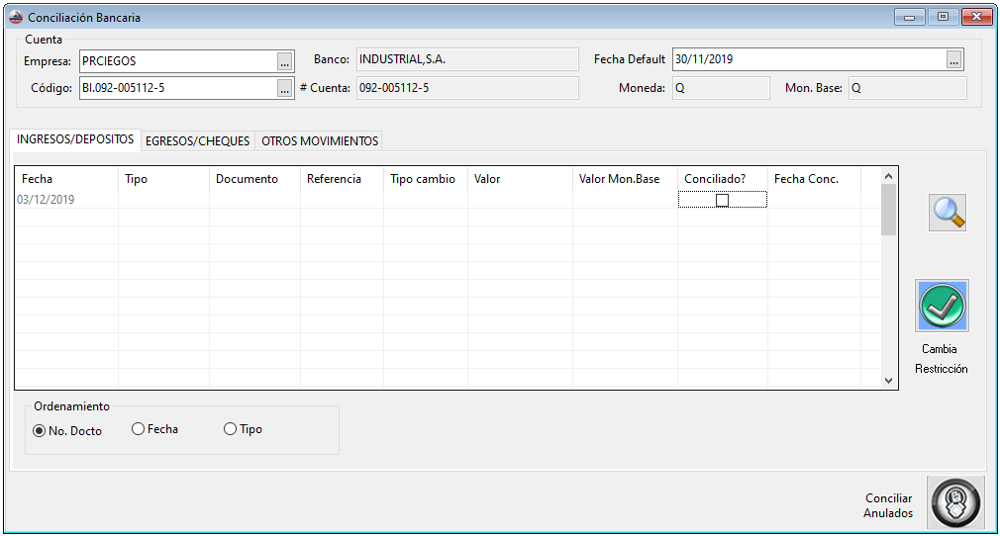 Conciliación Bancaria
Cuenta
Empresa: PRCIEGOS ... Banco: INDUSTRIAL,S.A. Fecha Default 30/11/2019 ...
Código: BI.092-005112-5 ... # Cuenta: 092-005112-5 Moneda: Q Mon. Base: Q
INGRESOS/DEPOSITOS EGRESOS/CHEQUES OTROS MOVIMIENTOS
Fecha Tipo Documento Referencia Tipo cambio Valor Valor Mon.Base Conciliado? Fecha Conc.
03/12/2019
Cambia
Restricción
Ordenamiento
No. Docto Fecha Tipo
Conciliar
Anulados